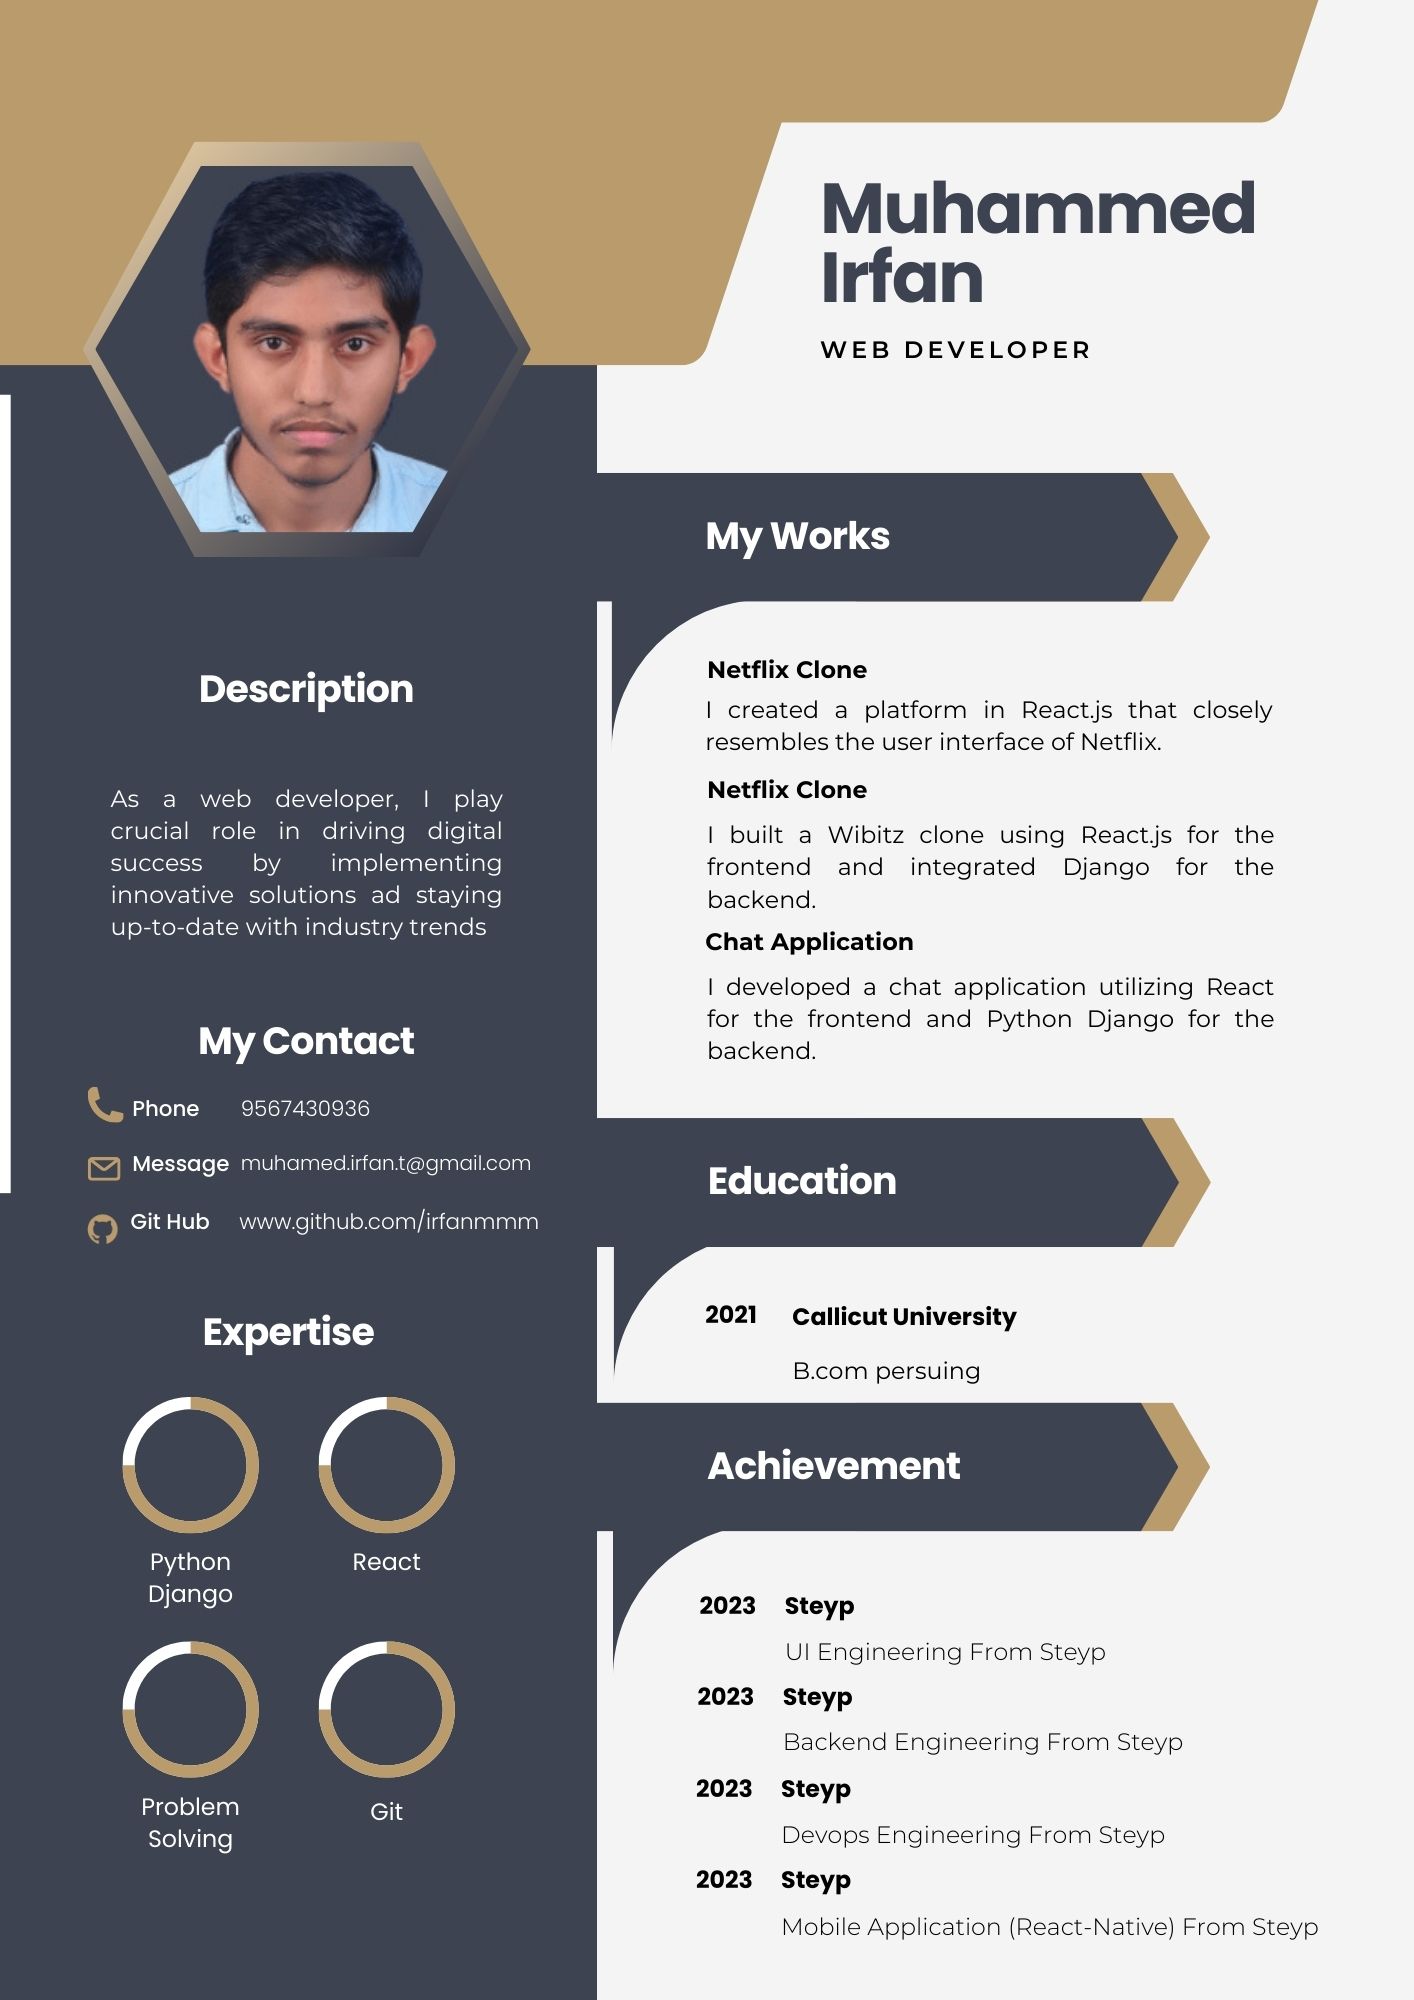 Muhammed
Irfan
WEB DEVELOPER
Description
As a web developer, I play
crucial role in driving digital
success by implementing
innovative solutions ad staying
up-to-date with industry trends
My Contact
Phone 9567430936
Message muhamed.irfan.t@gmail.com
Git Hub www.github.com/irfanmmm
Expertise
Python
Django
React
Problem
Solving
Git
My Works
Netflix Clone
I created a platform in React.js that closely
resembles the user interface of Netflix.
Netflix Clone
I built a Wibitz clone using React.js for the
frontend and integrated Django for the
backend.
Chat Application
I developed a chat application utilizing React
for the frontend and Python Django for the
backend.
Education
2021 Callicut University
B.com persuing
Achievement
2023 Steyp
UI Engineering From Steyp
2023 Steyp
Backend Engineering From Steyp
2023 Steyp
Devops Engineering From Steyp
2023 Steyp
Mobile Application (React-Native) From Steyp